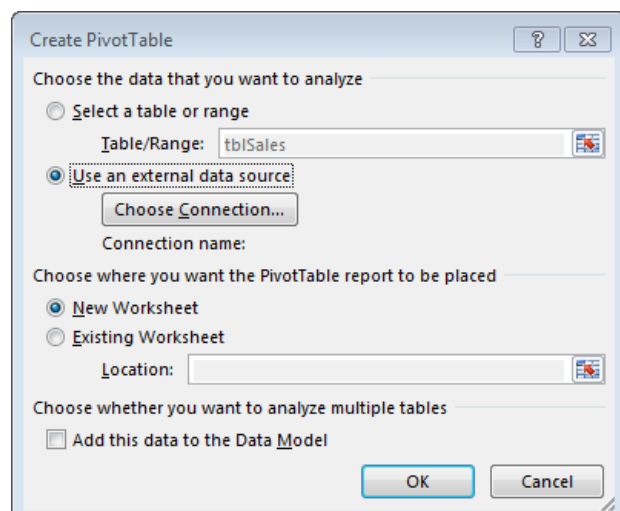 Create PivotTable
Choose the data that you want to analyze
Select a table or range
Table/Range: tblSales
Use an external data source
Choose Connection...
Connection name:
Choose where you want the PivotTable report to be placed
New Worksheet
Existing Worksheet
Location:
Choose whether you want to analyze multiple tables
Add this data to the Data Model
OK Cancel